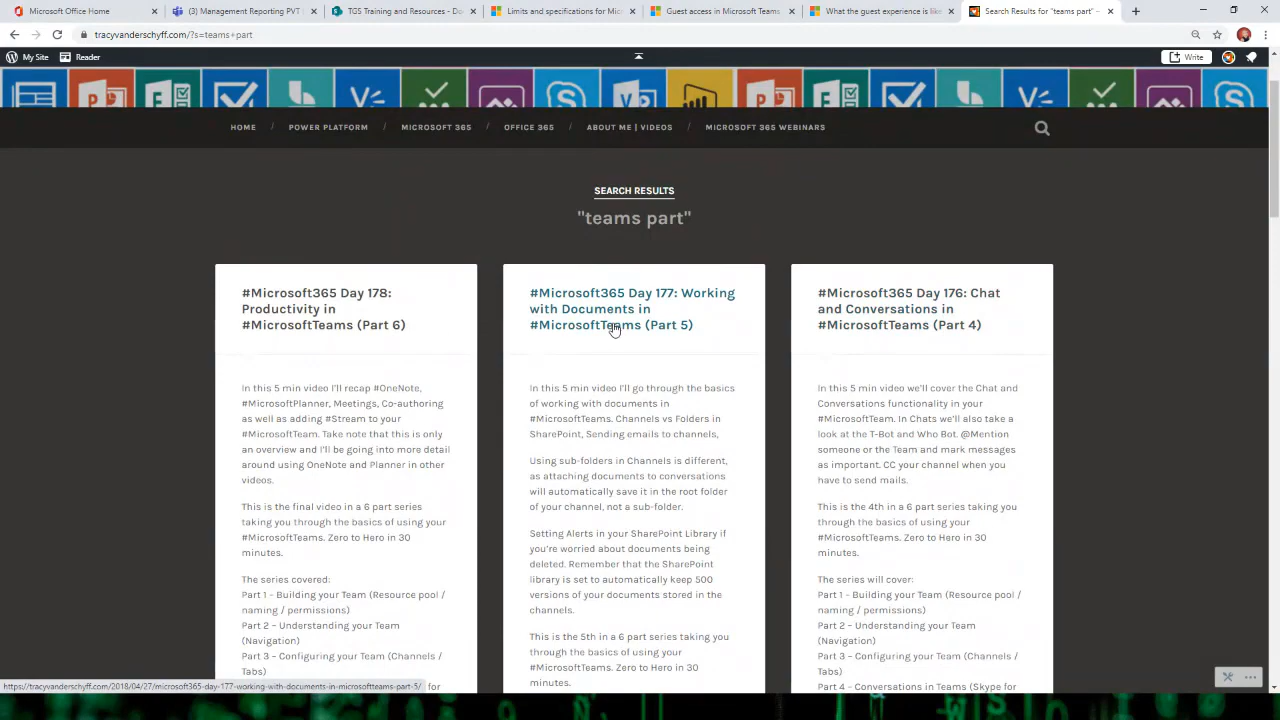 Microsoft Office Home
(3) Management Reporting PVT
TGS Training and Resources - Do
Limits and specifications for Micr
Guest access in Microsoft Teams
What the guest experience is like
Search Results for "teams part" –
tracyvanderschyff.com/?s=teams+part
My Site
Reader
Write
HOME / POWER PLATFORM / MICROSOFT 365 / OFFICE 365 / ABOUT ME | VIDEOS / MICROSOFT 365 WEBINARS
SEARCH RESULTS
"teams part"
#Microsoft365 Day 178:
Productivity in
#MicrosoftTeams (Part 6)
In this 5 min video I'll recap #OneNote,
#MicrosoftPlanner, Meetings, Co-authoring
as well as adding #Stream to your
#MicrosoftTeam. Take note that this is only
an overview and I'll be going into more detail
around using OneNote and Planner in other
videos.
This is the final video in a 6 part series
taking you through the basics of using your
#MicrosoftTeams. Zero to Hero in 30
minutes.
The series covered:
Part 1 – Building your Team (Resource pool /
naming / permissions)
Part 2 – Understanding your Team
(Navigation)
Part 3 – Configuring your Team (Channels /
Tabs)
#Microsoft365 Day 177: Working
with Documents in
#MicrosoftTeams (Part 5)
In this 5 min video I'll go through the basics
of working with documents in
#MicrosoftTeams. Channels vs Folders in
SharePoint, Sending emails to channels,
Using sub-folders in Channels is different,
as attaching documents to conversations
will automatically save it in the root folder
of your channel, not a sub-folder.
Setting Alerts in your SharePoint Library if
you're worried about documents being
deleted. Remember that the SharePoint
library is set to automatically keep 500
versions of your documents stored in the
channels.
This is the 5th in a 6 part series taking you
through the basics of using your
#MicrosoftTeams. Zero to Hero in 30
minutes.
#Microsoft365 Day 176: Chat
and Conversations in
#MicrosoftTeams (Part 4)
In this 5 min video we'll cover the Chat and
Conversations functionality in your
#MicrosoftTeam. In Chats we'll also take a
look at the T-Bot and Who Bot. @Mention
someone or the Team and mark messages
as important. CC your channel when you
have to send mails.
This is the 4th in a 6 part series taking you
through the basics of using your
#MicrosoftTeams. Zero to Hero in 30
minutes.
The series will cover:
Part 1 – Building your Team (Resource pool /
naming / permissions)
Part 2 – Understanding your Team
(Navigation)
Part 3 – Configuring your Team (Channels /
Tabs)
Part 4 – Conversations in Teams (Skype for
https://tracyvanderschyff.com/2018/04/27/microsoft365-day-177-working-with-documents-in-microsoftteams-part-5/
for